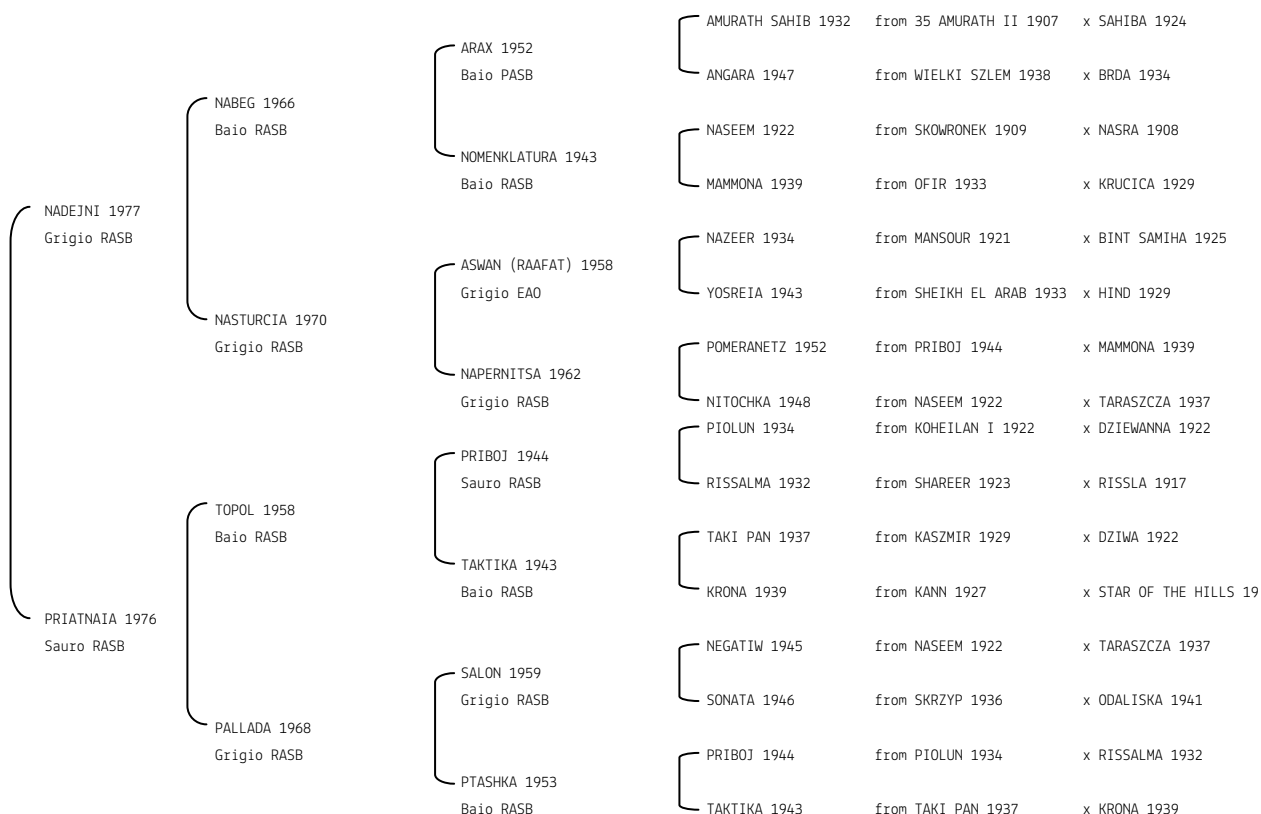 AMURATH SAHIB 1932 from 35 AMURATH II 1907 x SAHIBA 1924
ARAX 1952
Baio PASB
ANGARA 1947 from WIELKI SZLEM 1938 x BRDA 1934
NABEG 1966
Baio RASB
NASEEM 1922 from SKOWRONEK 1909 x NASRA 1908
NOMENKLATURA 1943
Baio RASB
MAMMONA 1939 from OFIR 1933 x KRUCICA 1929
NADEJNI 1977
Grigio RASB
NAZEER 1934 from MANSOUR 1921 x BINT SAMIHA 1925
ASWAN (RAAFAT) 1958
Grigio EAO
YOSREIA 1943 from SHEIKH EL ARAB 1933 x HIND 1929
NASTURCIA 1970
Grigio RASB
POMERANETZ 1952 from PRIBOJ 1944 x MAMMONA 1939
NAPERNITSA 1962
Grigio RASB
NITOCHKA 1948 from NASEEM 1922 x TARASZCZA 1937
PIOLUN 1934 from KOHEILAN I 1922 x DZIEWANNA 1922
PRIBOJ 1944
Sauro RASB
RISSALMA 1932 from SHAREER 1923 x RISSLA 1917
TOPOL 1958
Baio RASB
TAKI PAN 1937 from KASZMIR 1929 x DZIWA 1922
TAKTIKA 1943
Baio RASB
KRONA 1939 from KANN 1927 x STAR OF THE HILLS 19
PRIATNAIA 1976
Sauro RASB
NEGATIW 1945 from NASEEM 1922 x TARASZCZA 1937
SALON 1959
Grigio RASB
SONATA 1946 from SKRZYP 1936 x ODALISKA 1941
PALLADA 1968
Grigio RASB
PRIBOJ 1944 from PIOLUN 1934 x RISSALMA 1932
PTASHKA 1953
Baio RASB
TAKTIKA 1943 from TAKI PAN 1937 x KRONA 1939